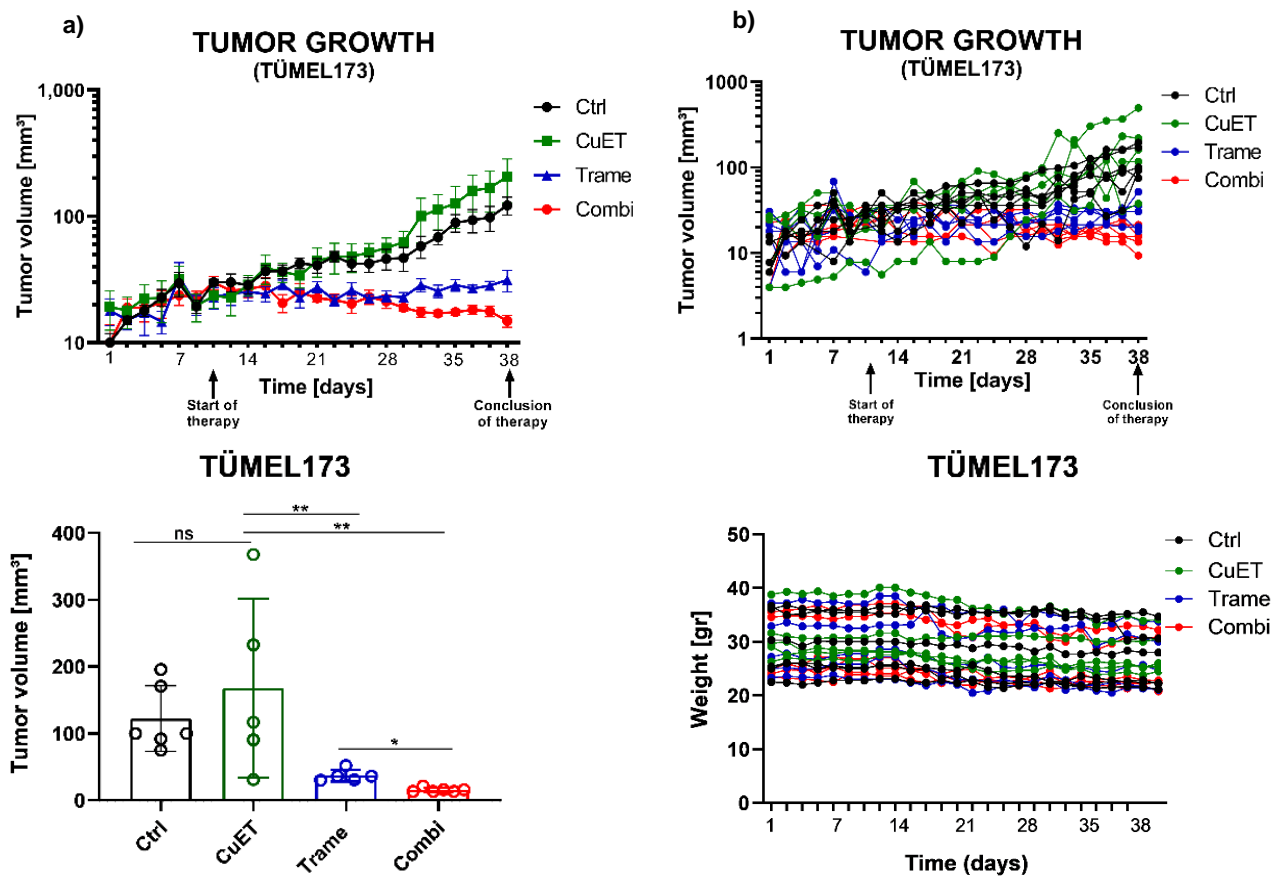 a)
TUMOR GROWTH
(TÜMEL173)
Tumor volume [mm³]
1,000
100
10
1 7 14 21 28 35 38
Time [days]
Start of
therapy
Conclusion
of therapy
Ctrl
CuET
Trame
Combi
b)
TUMOR GROWTH
(TÜMEL173)
Tumor volume [mm³]
1000
100
10
1
1 7 14 21 28 35 38
Time [days]
Start of
therapy
Conclusion
of therapy
Ctrl
CuET
Trame
Combi
TÜMEL173
Tumor volume [mm³]
400
300
200
100
0
ns
**
**
*
Ctrl
CuET
Trame
Combi
TÜMEL173
Weight [gr]
50
40
30
20
10
0
1 7 14 21 28 35 38
Time (days)
Ctrl
CuET
Trame
Combi